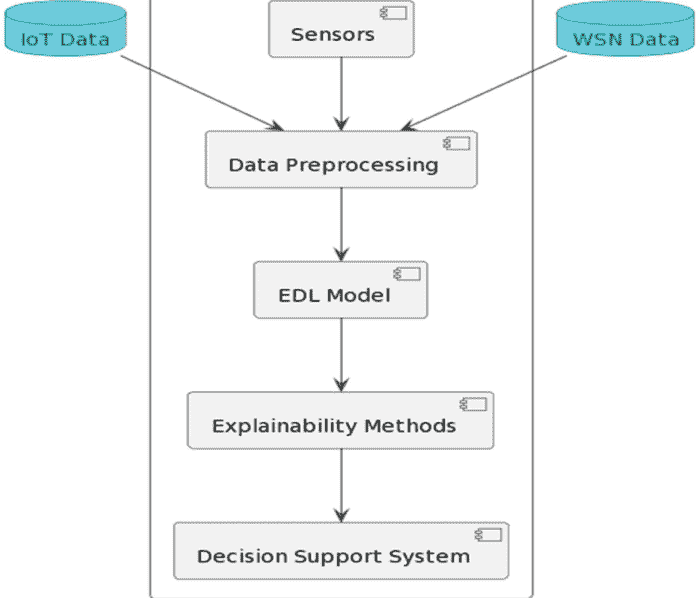 IoT Data
Sensors
WSN Data
Data Preprocessing
EDL Model
Explainability Methods
Decision Support System